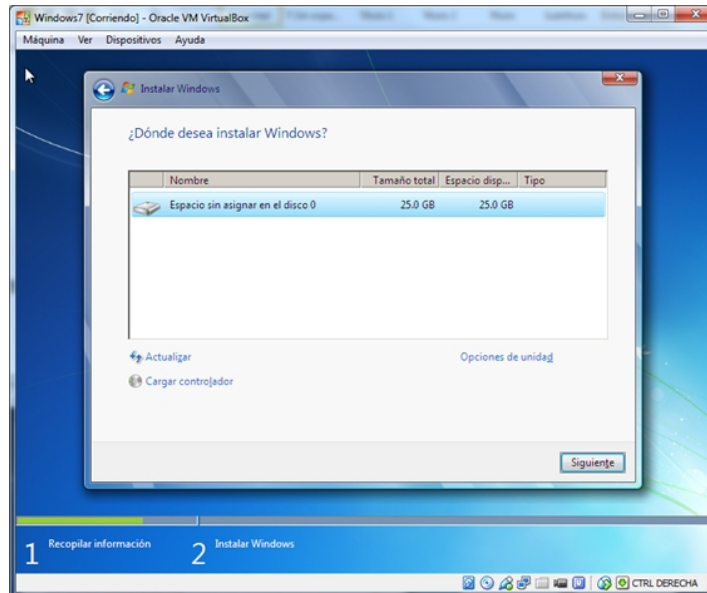 Windows7 [Corriendo] - Oracle VM VirtualBox
Máquina Ver Dispositivos Ayuda
Instalar Windows
¿Dónde desea instalar Windows?
Nombre Tamaño total Espacio disp... Tipo
Espacio sin asignar en el disco 0 25.0 GB 25.0 GB
Actualizar Opciones de unidad
Cargar controlador
Siguiente
1 Recopilar información 2 Instalar Windows
CTRL DERECHA